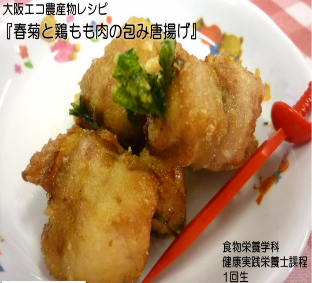 大阪エコ農産物レシピ
『春菊と鶏もも肉の包み唐揚げ』
食物栄養学科
健康実践栄養士課程
1回生